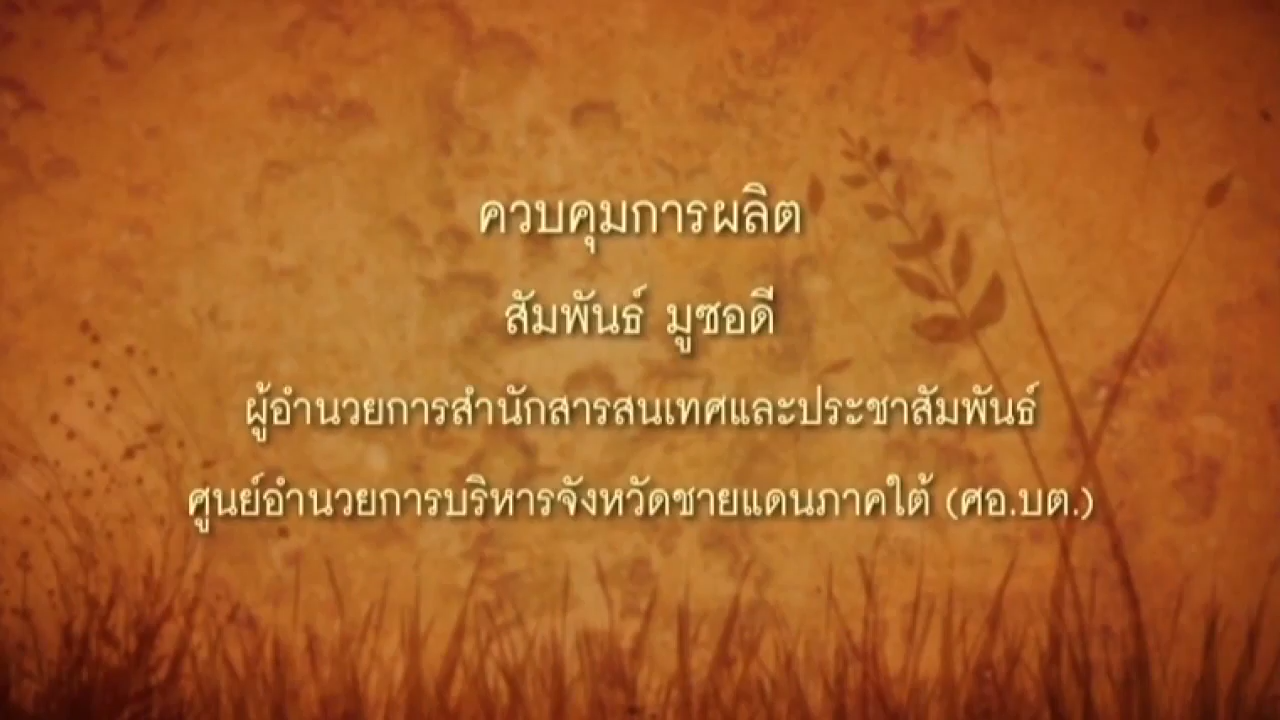 ควบคุมการผลิต
สัมพันธ์ มูซอดี
ผู้อำนวยการสำนักสารสนเทศและประชาสัมพันธ์
ศูนย์อำนวยการบริหารจังหวัดชายแดนภาคใต้ (ศอ.บต.)